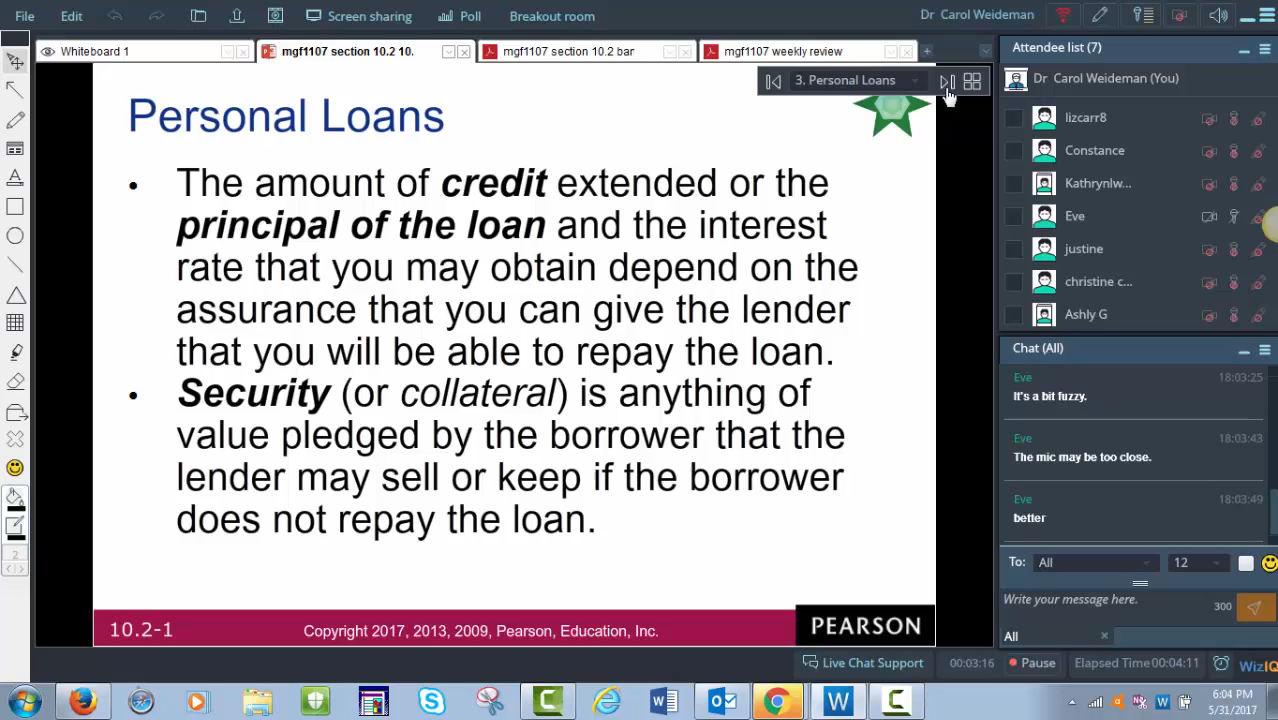 File Edit Screen sharing Poll Breakout room Dr Carol Weideman
Whiteboard 1 mgf1107 section 10.2 10. mgf1107 section 10.2 bar mgf1107 weekly review
3. Personal Loans
Personal Loans
• The amount of credit extended or the
principal of the loan and the interest
rate that you may obtain depend on the
assurance that you can give the lender
that you will be able to repay the loan.
• Security (or collateral) is anything of
value pledged by the borrower that the
lender may sell or keep if the borrower
does not repay the loan.
10.2-1 Copyright 2017, 2013, 2009, Pearson, Education, Inc. PEARSON
2
Attendee list (7)
Dr Carol Weideman (You)
lizcarr8
Constance
Kathrynlw...
Eve
justine
christine c...
Ashly G
Chat (All)
Eve 18:03:25
It's a bit fuzzy.
Eve 18:03:43
The mic may be too close.
Eve 18:03:49
better
To: All 12
Write your message here. 300
All
Live Chat Support 00:03:16 Pause Elapsed Time 00:04:11 WizIQ
6:04 PM
5/31/2017